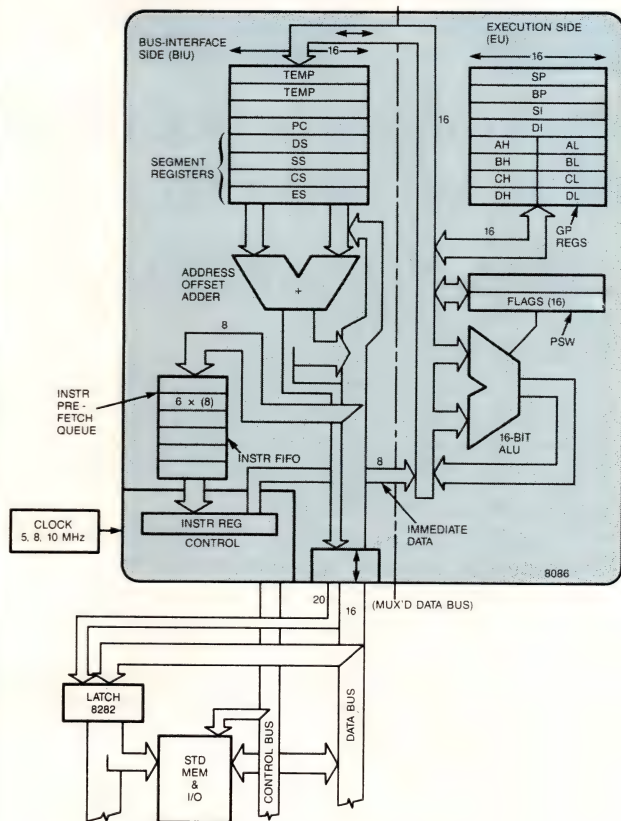 BUS-INTERFACE
SIDE (BIU)
16
EXECUTION SIDE
(EU)
16
TEMP
TEMP
PC
DS
SS
CS
ES
SEGMENT
REGISTERS
16
SP
BP
SI
DI
AH AL
BH BL
CH CL
DH DL
16
GP
REGS
ADDRESS
OFFSET
ADDER
+
FLAGS (16)
PSW
8
INSTR
PRE-
FETCH
QUEUE
6 × (8)
INSTR FIFO
16-BIT
ALU
8
IMMEDIATE
DATA
CLOCK
5, 8, 10 MHz
INSTR REG
CONTROL
8086
20
16
(MUX'D DATA BUS)
LATCH
8282
STD
MEM
&
I/O
CONTROL BUS
DATA BUS